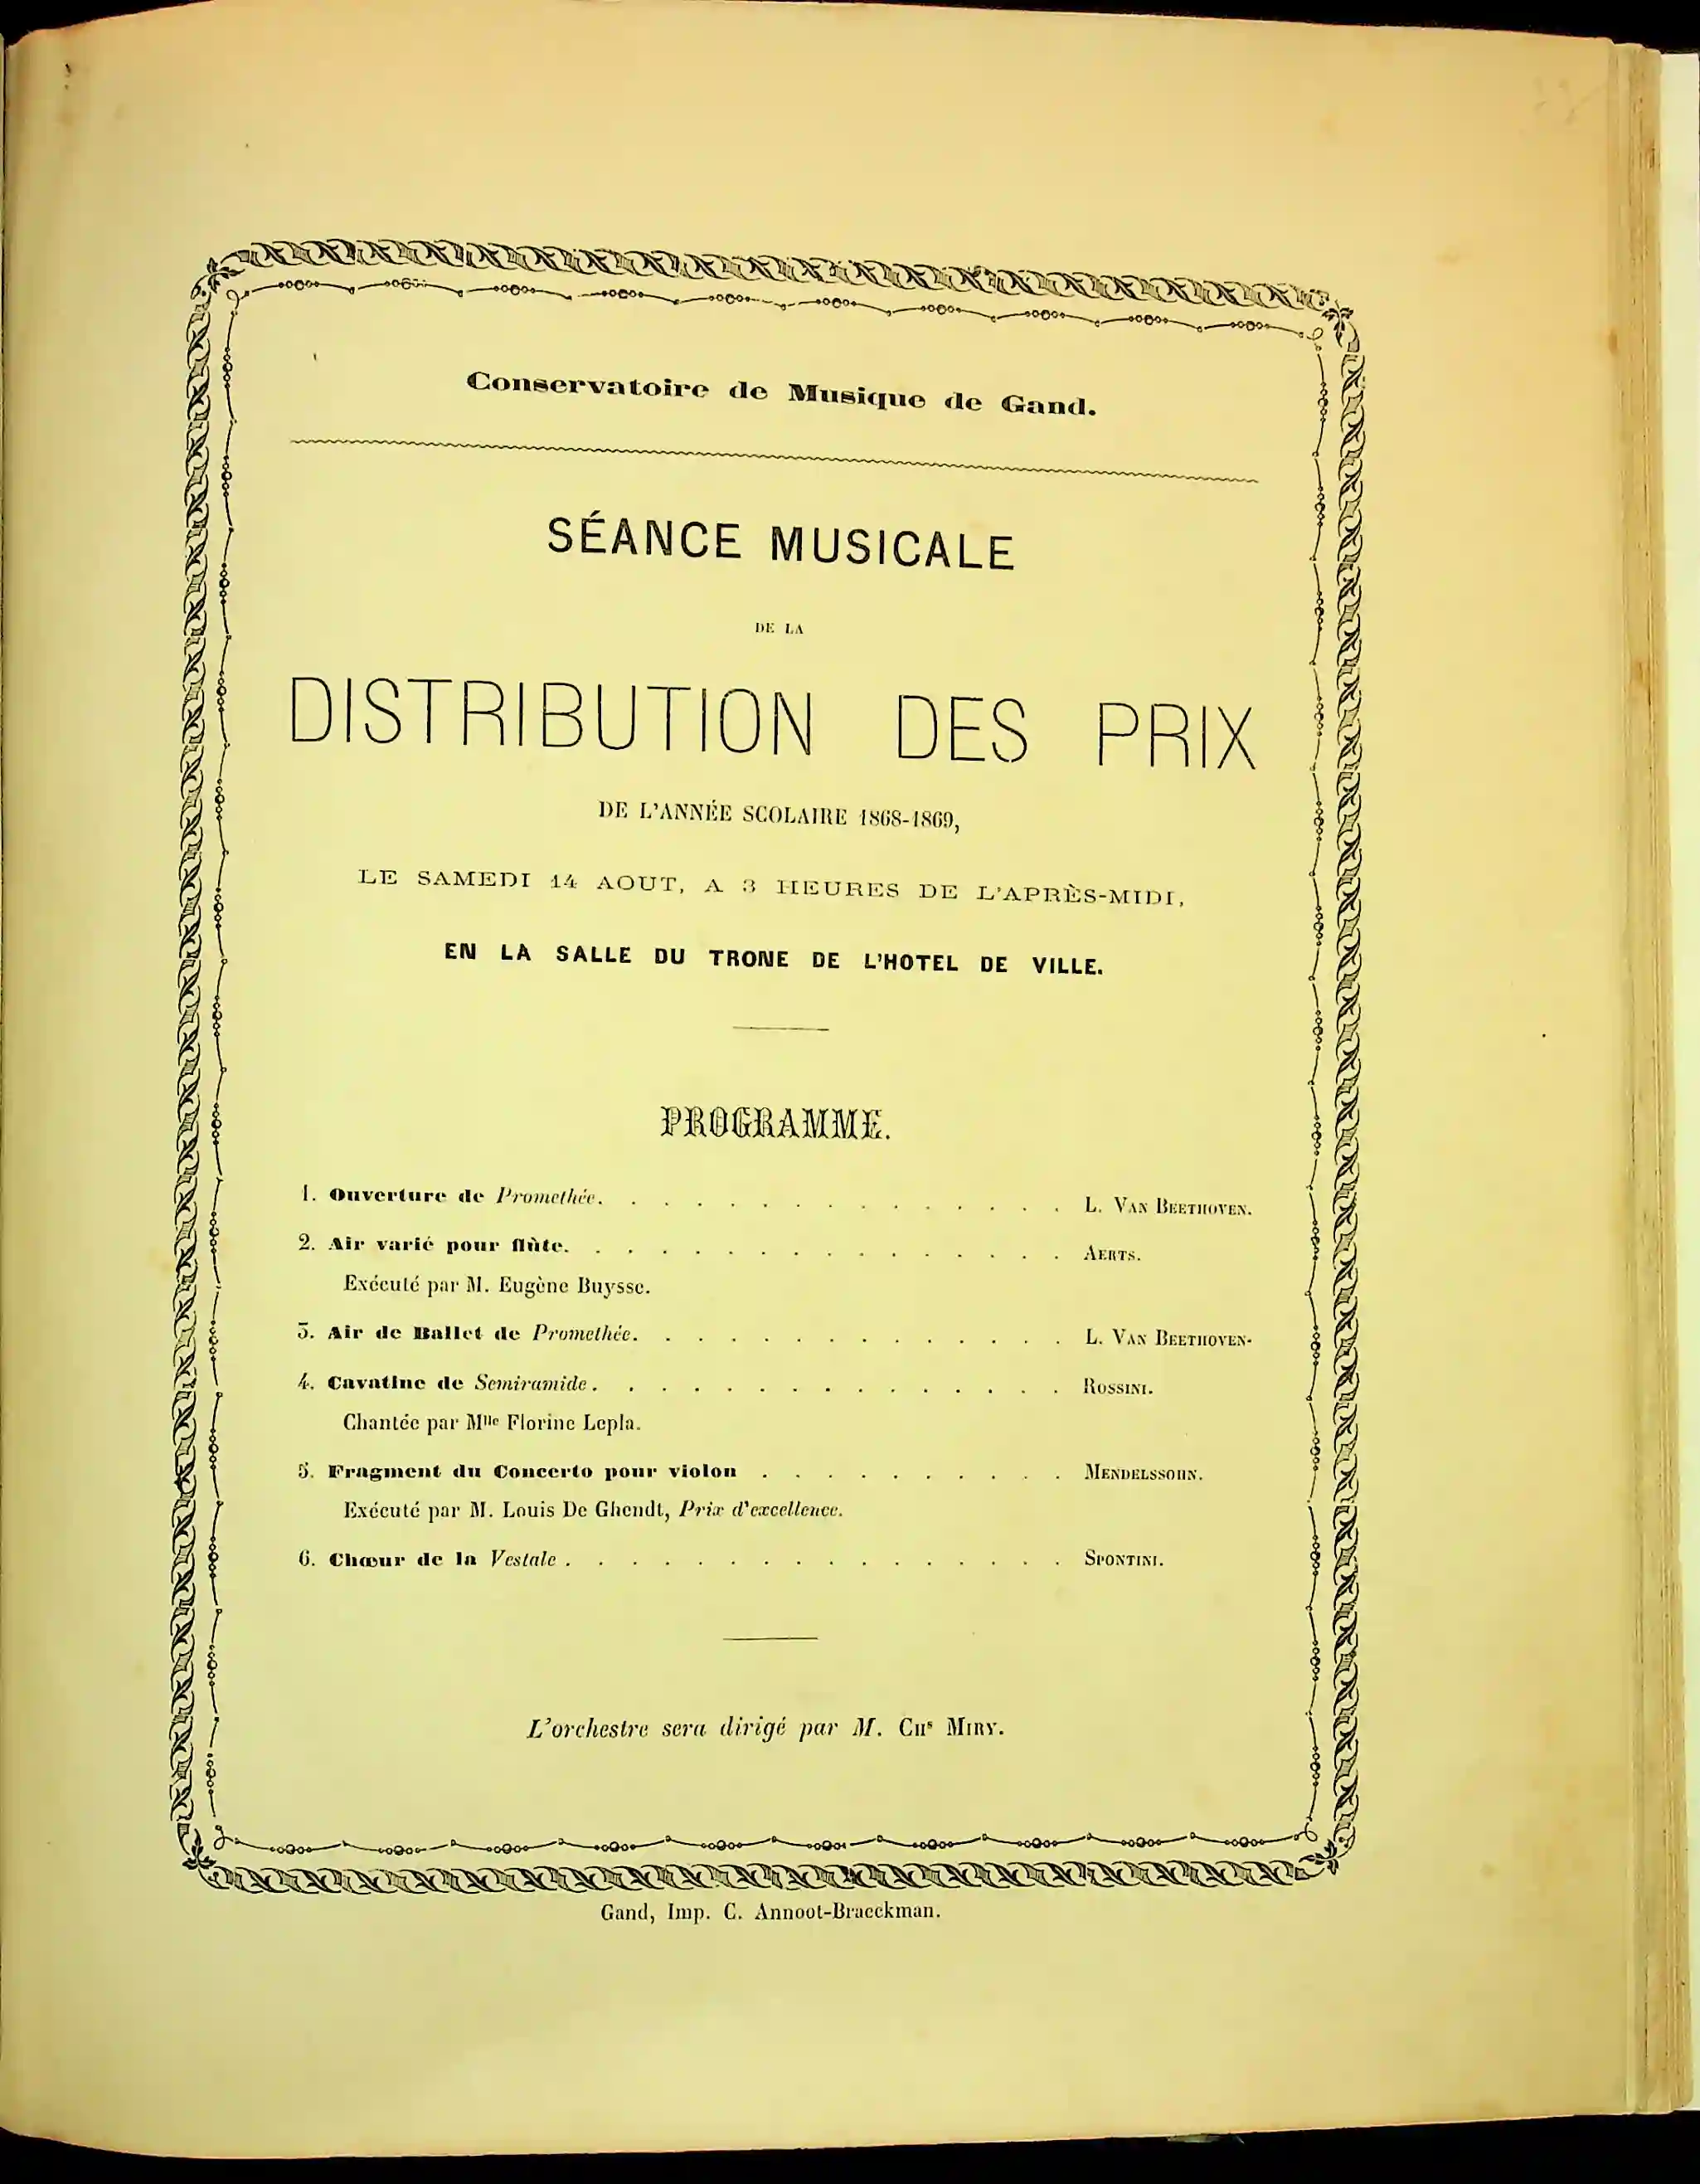 Conservatoire de Musique de Gand.
SÉANCE MUSICALE
DE LA
DISTRIBUTION DES PRIX
DE L'ANNÉE SCOLAIRE 1868-1869,
LE SAMEDI 14 AOUT, A 3 HEURES DE L'APRÈS-MIDI,
EN LA SALLE DU TRONE DE L'HOTEL DE VILLE.
PROGRAMME.
1. Ouverture de Promethée. . . . . . . . . . . . . . . L. VAN BEETHOVEN.
2. Air varié pour flûte. . . . . . . . . . . . . . . . AERTS.
Exécuté par M. Eugène Buysse.
3. Air de Ballet de Promethée. . . . . . . . . . . . . . L. VAN BEETHOVEN.
4. Cavatine de Semiramide. . . . . . . . . . . . . . . ROSSINI.
Chantée par Mlle Florine Lepla.
5. Fragment du Concerto pour violon . . . . . . . . . . MENDELSSOHN.
Exécuté par M. Louis De Ghendt, Prix d'excellence.
6. Chœur de la Vestale . . . . . . . . . . . . . . . . SPONTINI.
L'orchestre sera dirigé par M. CHs MIRY.
Gand, Imp. C. Annoot-Braeckman.